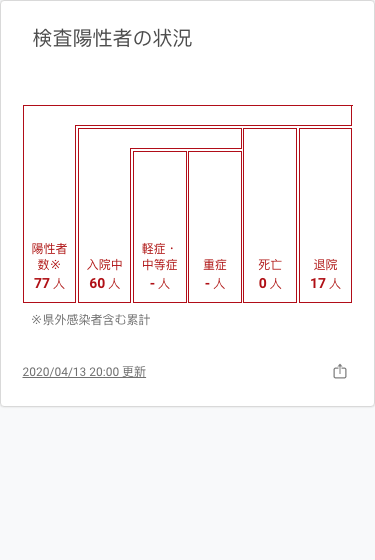 検査陽性者の状況
陽性者
数※
77 人
入院中
60 人
軽症・
中等症
- 人
重症
- 人
死亡
0 人
退院
17 人
※県外感染者含む累計
2020/04/13 20:00 更新